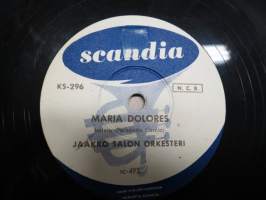 scandia
KS-296
N. C. B.
MARIA DOLORES
JAAKKO SALON ORKESTERI